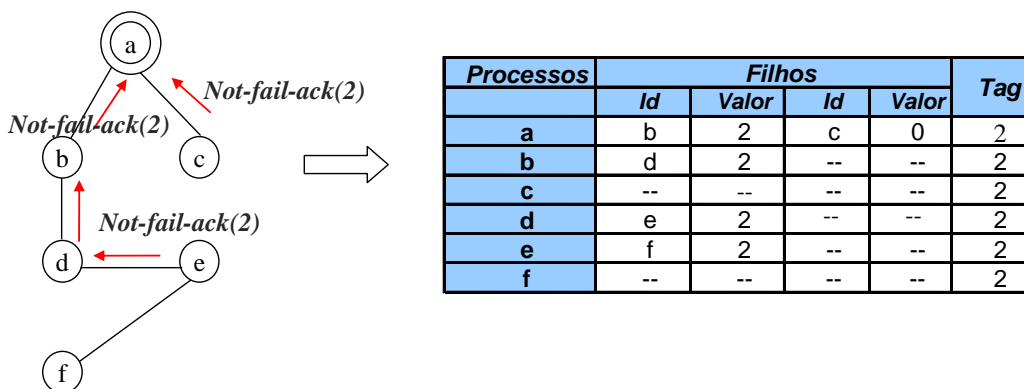 a
Not-fail-ack(2)
Not-fail-ack(2)
b
c
Not-fail-ack(2)
d
e
f
Processos Filhos Tag
Id Valor Id Valor
a b 2 c 0 2
b d 2 -- -- 2
c -- -- -- -- 2
d e 2 -- -- 2
e f 2 -- -- 2
f -- -- -- -- 2